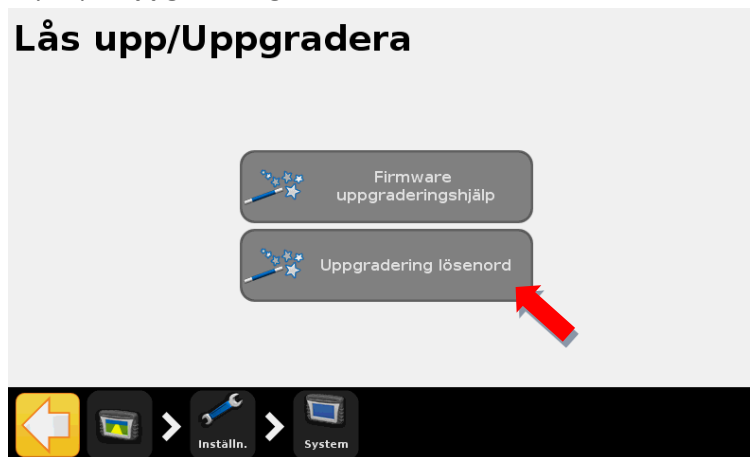 Lås upp/Uppgradera
Firmware
uppgraderingshjälp
Uppgradering lösenord
Inställn.
System